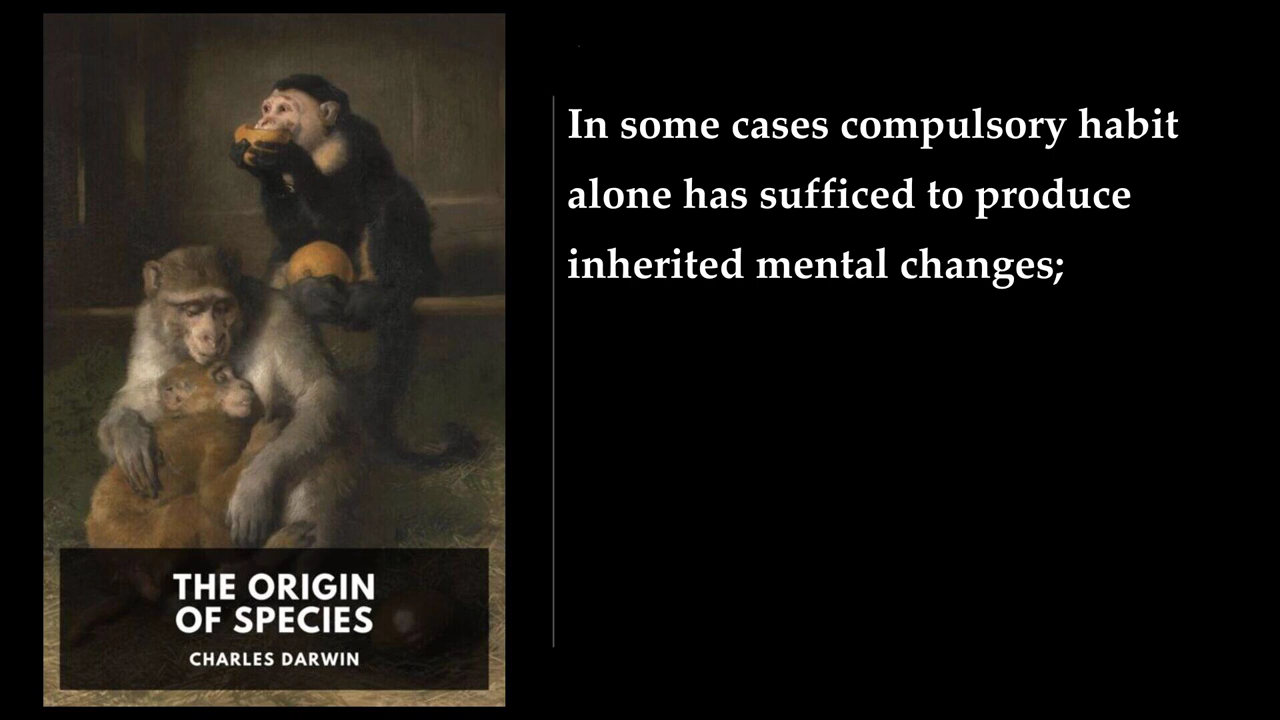 THE ORIGIN
OF SPECIES
CHARLES DARWIN
In some cases compulsory habit
alone has sufficed to produce
inherited mental changes;